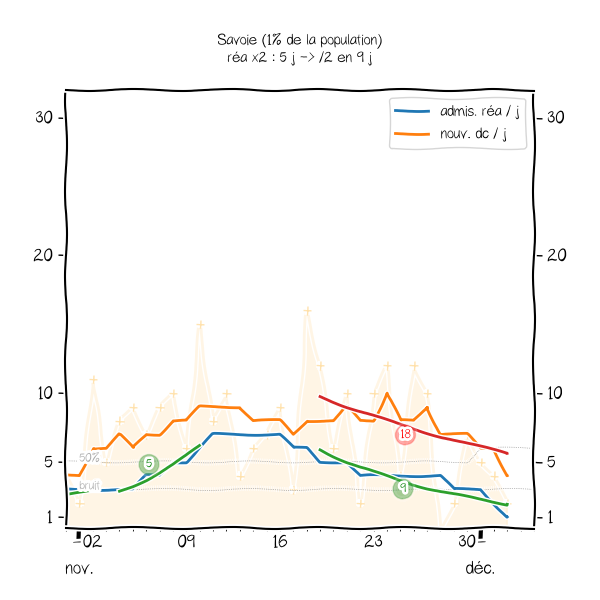 Savoie (1% de la population)
réa x2 : 5 j -> /2 en 9 j
admis. réa / j
nouv. dc / j
30 30
20 20
10 10
18
50%
5
5 5
bruit
9
1 1
02 09 16 23 30
nov. déc.